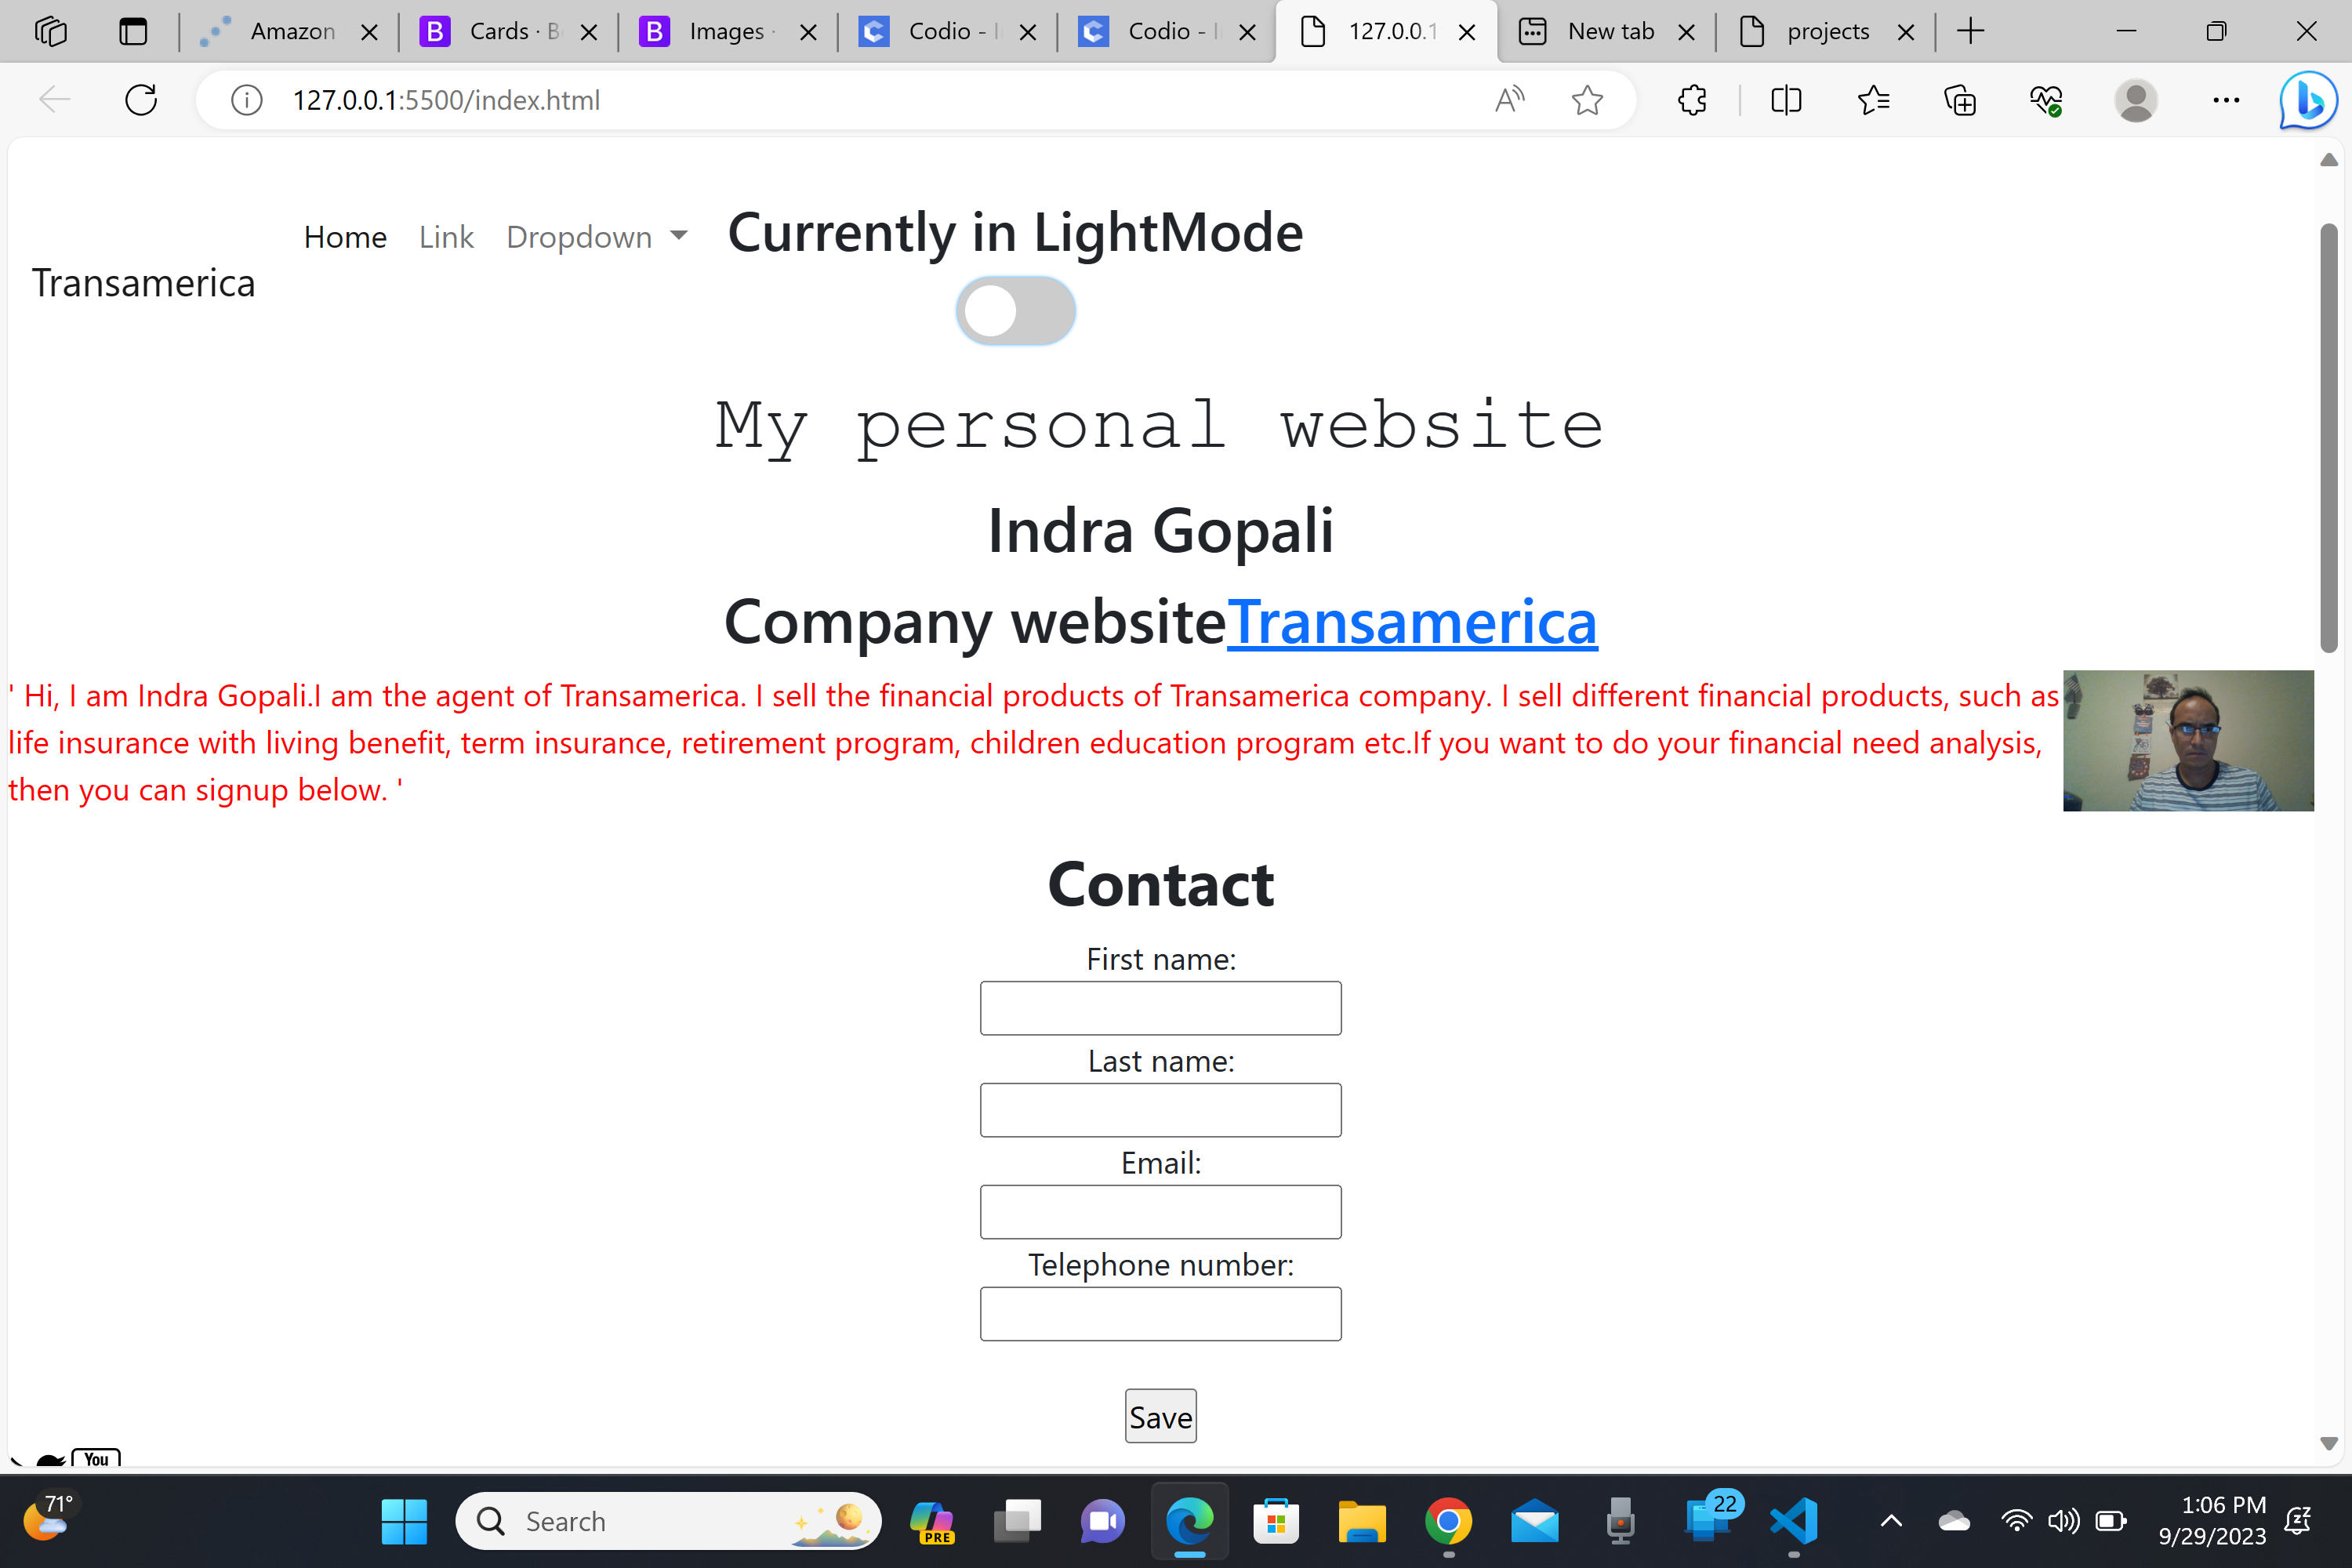 Amazon
Cards · B
Images ·
Codio - I
Codio - I
127.0.0.1
New tab
projects
127.0.0.1:5500/index.html
Home Link Dropdown
Currently in LightMode
Transamerica
My personal website
Indra Gopali
Company websiteTransamerica
' Hi, I am Indra Gopali.I am the agent of Transamerica. I sell the financial products of Transamerica company. I sell different financial products, such as
life insurance with living benefit, term insurance, retirement program, children education program etc.If you want to do your financial need analysis,
then you can signup below. '
Contact
First name:
Last name:
Email:
Telephone number:
Save
You
71°
Search
PRE
22
1:06 PM
9/29/2023